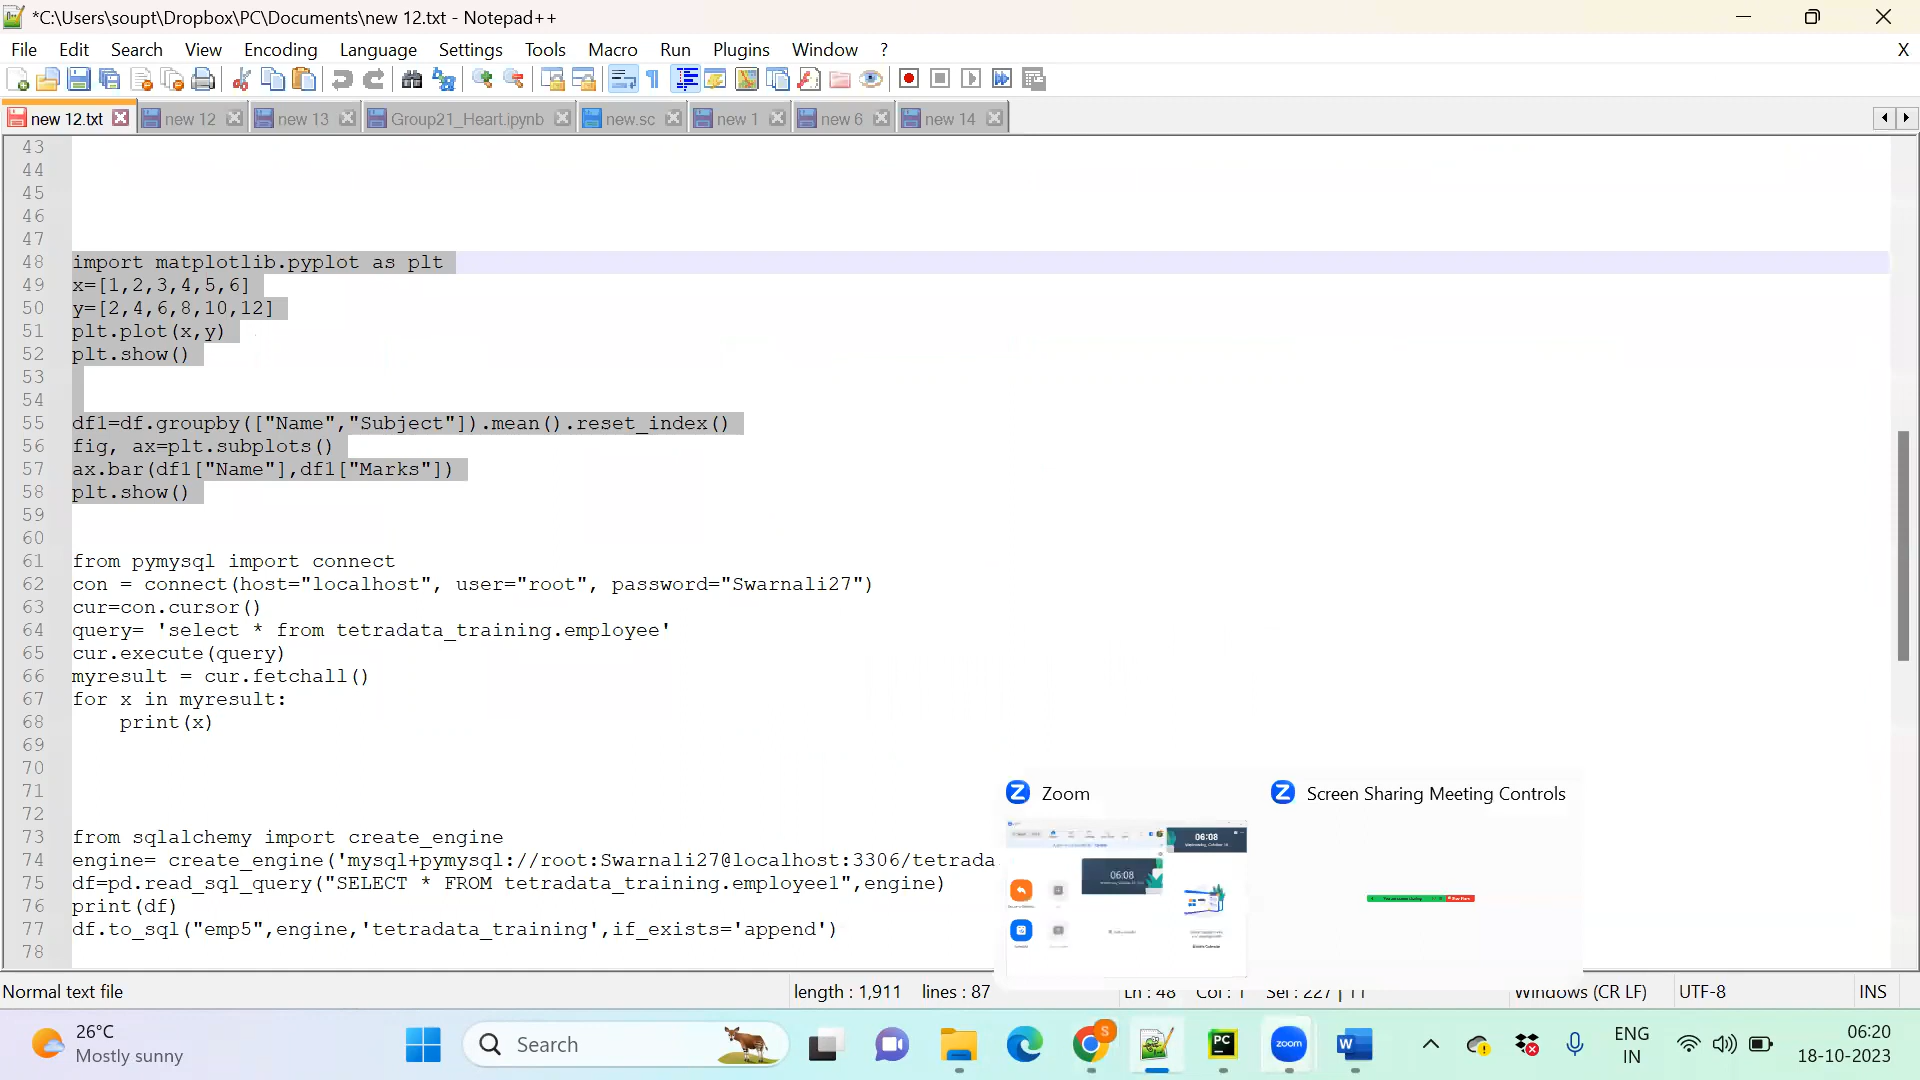 *C:\Users\soupt\Dropbox\PC\Documents\new 12.txt - Notepad++
File Edit Search View Encoding Language Settings Tools Macro Run Plugins Window ? X
new 12.txt new 12 new 13 Group21_Heart.ipynb new.sc new 1 new 6 new 14
43
44
45
46
47
48 import matplotlib.pyplot as plt
49 x=[1,2,3,4,5,6]
50 y=[2,4,6,8,10,12]
51 plt.plot(x,y)
52 plt.show()
53
54
55 df1=df.groupby(["Name","Subject"]).mean().reset_index()
56 fig, ax=plt.subplots()
57 ax.bar(df1["Name"],df1["Marks"])
58 plt.show()
59
60
61 from pymysql import connect
62 con = connect(host="localhost", user="root", password="Swarnali27")
63 cur=con.cursor()
64 query= 'select * from tetradata_training.employee'
65 cur.execute(query)
66 myresult = cur.fetchall()
67 for x in myresult:
68 print(x)
69
70
71
72
73 from sqlalchemy import create_engine
74 engine= create_engine('mysql+pymysql://root:Swarnali27@localhost:3306/tetrada
75 df=pd.read_sql_query("SELECT * FROM tetradata_training.employee1",engine)
76 print(df)
77 df.to_sql("emp5",engine,'tetradata_training',if_exists='append')
78
Zoom Screen Sharing Meeting Controls
06:08
06:08
Normal text file length : 1,911 lines : 87 Ln : 48 Col : 1 Sel : 227 | 11 Windows (CR LF) UTF-8 INS
26°C
Mostly sunny
Search
S
PC
zoom
W
ENG
IN
06:20
18-10-2023